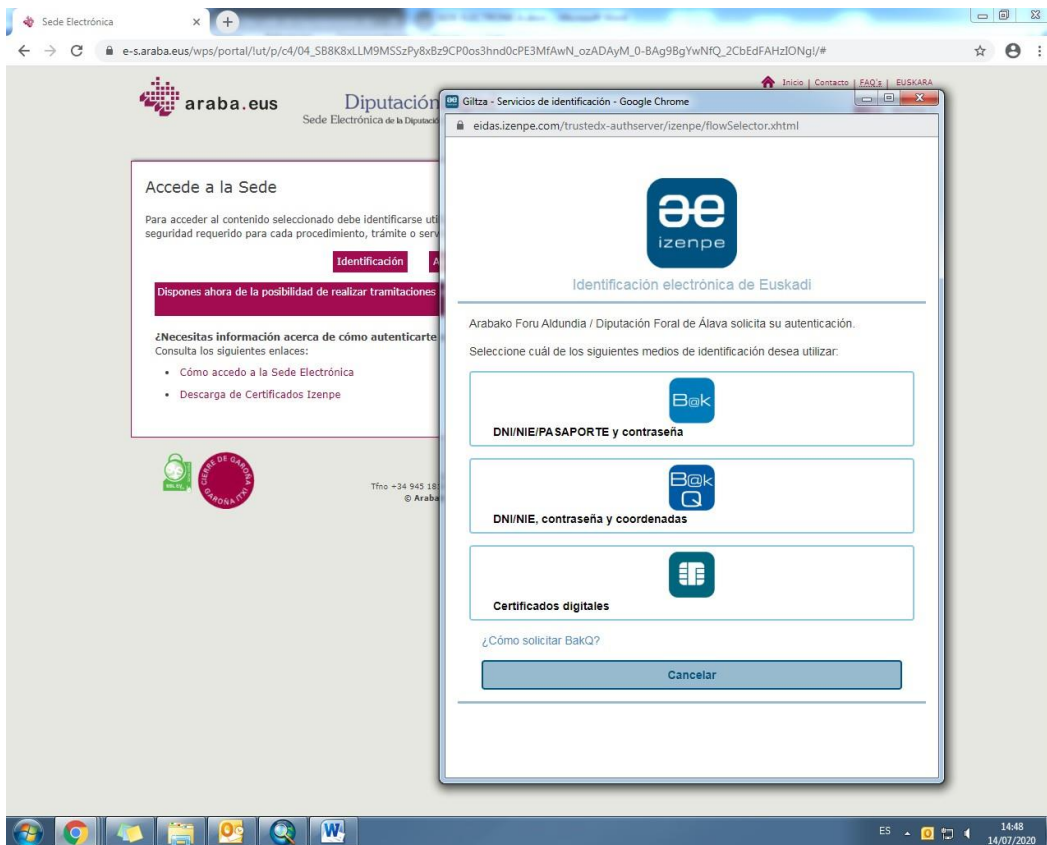 Sede Electrónica
e-s.araba.eus/wps/portal/!ut/p/c4/04_SB8K8xLLM9MSSzPy8xBz9CP0os3hnd0cPE3MfAwN_ozADAyM_0-BAg9BgYwNfQ_2CbEdFAHzIONg!/#
Inicio | Contacto | FAQ's | EUSKARA
araba.eus
Diputación
Sede Electrónica de la
Giltza - Servicios de identificación - Google Chrome
eidas.izenpe.com/trustedx-authserver/izenpe/flowSelector.xhtml
Accede a la Sede
Para acceder al contenido seleccionado debe identificarse
seguridad requerido para cada procedimiento, trámite o
Identificación
Dispones ahora de la posibilidad de realizar tramitaciones
¿Necesitas información acerca de cómo autenticarte
Consulta los siguientes enlaces:
• Cómo accedo a la Sede Electrónica
• Descarga de Certificados Izenpe
CIERRE DE GAROÑA
GAROÑA ITXI
Tfno +34 945
© Araba
izenpe
Identificación electrónica de Euskadi
Arabako Foru Aldundia / Diputación Foral de Álava solicita su autenticación.
Seleccione cuál de los siguientes medios de identificación desea utilizar:
B@k
DNI/NIE/PASAPORTE y contraseña
B@k
Q
DNI/NIE, contraseña y coordenadas
Certificados digitales
¿Cómo solicitar BakQ?
Cancelar
ES
14:48
14/07/2020